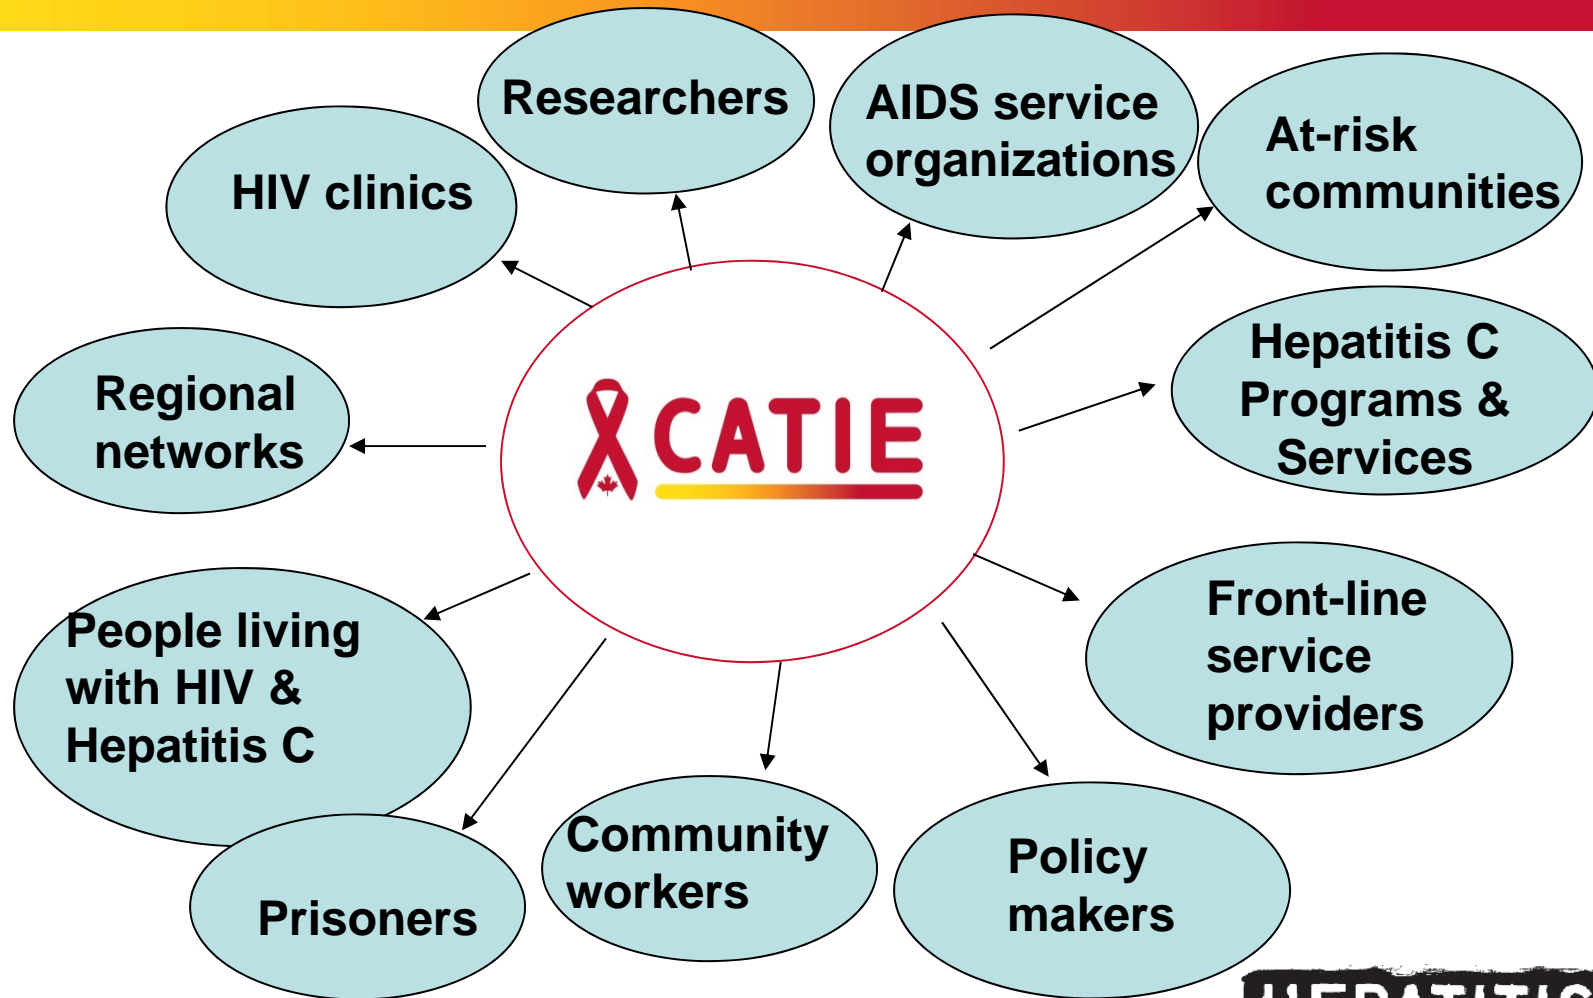 Researchers
AIDS service
organizations
At-risk
communities
HIV clinics
Hepatitis C
Programs &
Services
Regional
networks
CATIE
Front-line
service
providers
People living
with HIV &
Hepatitis C
Community
workers
Policy
makers
Prisoners
HEPATITIS